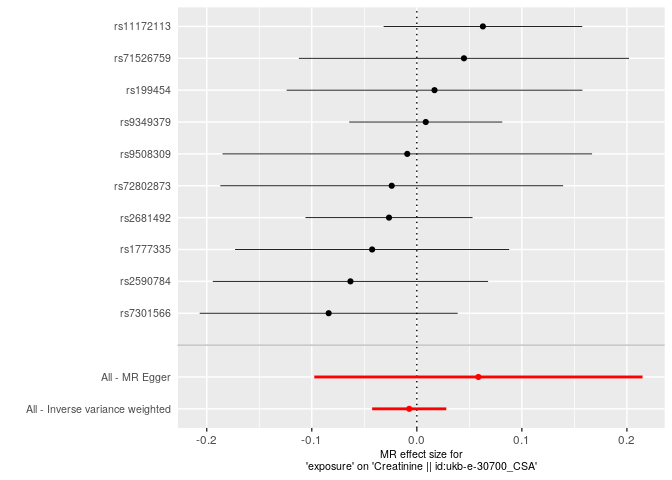 rs11172113
rs71526759
rs199454
rs9349379
rs9508309
rs72802873
rs2681492
rs1777335
rs2590784
rs7301566
All - MR Egger
All - Inverse variance weighted
-0.2 -0.1 0.0 0.1 0.2
MR effect size for
'exposure' on 'Creatinine || id:ukb-e-30700_CSA'